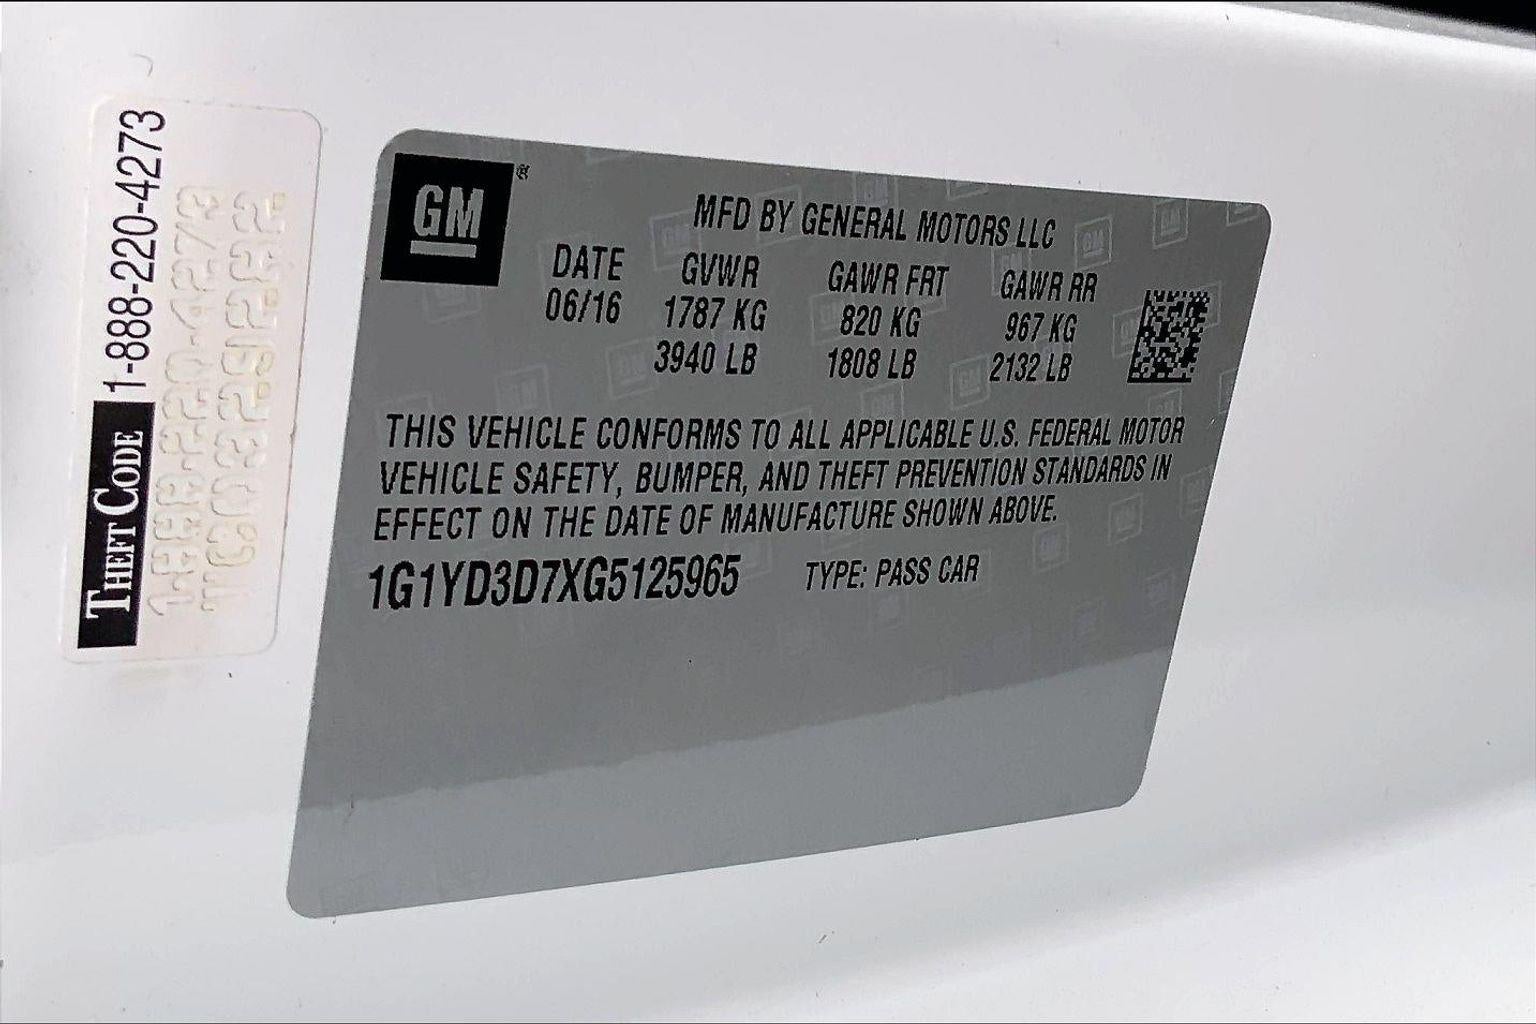 THEFT CODE 1-888-220-4273
GM®
MFD BY GENERAL MOTORS LLC
DATE GVWR GAWR FRT GAWR RR
06/16 1787 KG 820 KG 967 KG
3940 LB 1808 LB 2132 LB
THIS VEHICLE CONFORMS TO ALL APPLICABLE U.S. FEDERAL MOTOR
VEHICLE SAFETY, BUMPER, AND THEFT PREVENTION STANDARDS IN
EFFECT ON THE DATE OF MANUFACTURE SHOWN ABOVE.
1G1YD3D7XG5125965 TYPE: PASS CAR